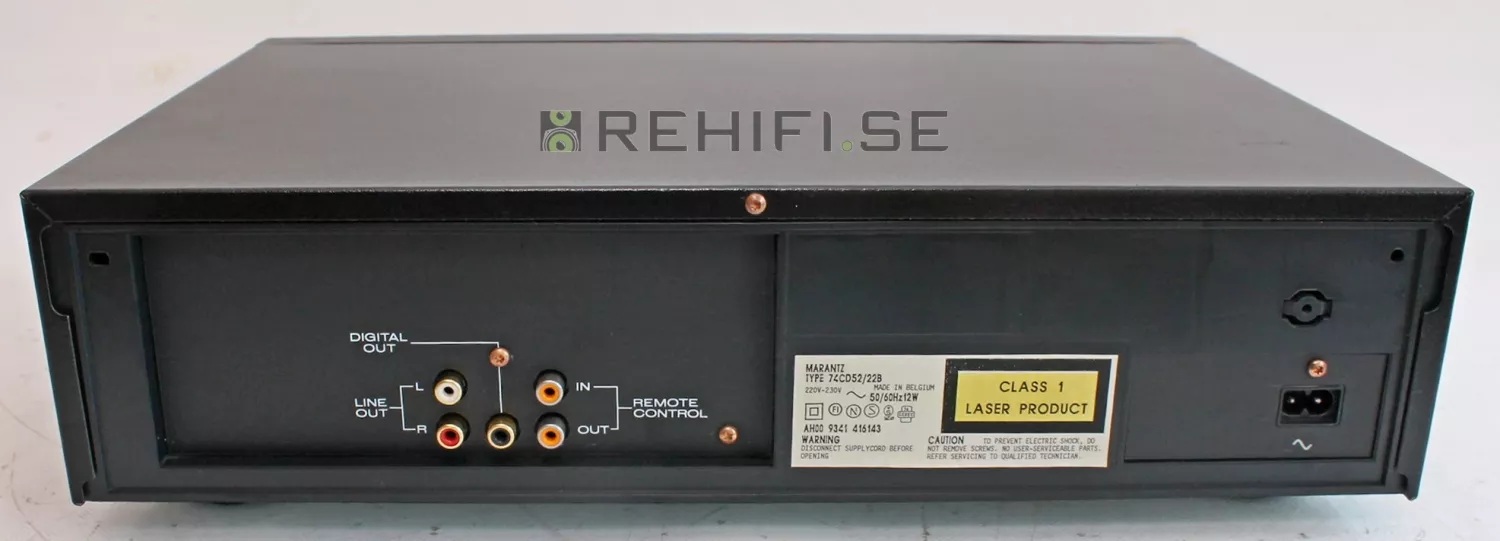 REHIFI.SE
DIGITAL
OUT
L
LINE
OUT
R
IN
REMOTE
CONTROL
OUT
MARANTZ
TYPE 74CD52/22B
220V-230V ~ MADE IN BELGIUM
50/60Hz12W
FI N S
AH00 9341 416143
WARNING
DISCONNECT SUPPLYCORD BEFORE
OPENING
CLASS 1
LASER PRODUCT
CAUTION TO PREVENT ELECTRIC SHOCK, DO
NOT REMOVE SCREWS. NO USER-SERVICEABLE PARTS.
REFER SERVICING TO QUALIFIED TECHNICIAN.
~